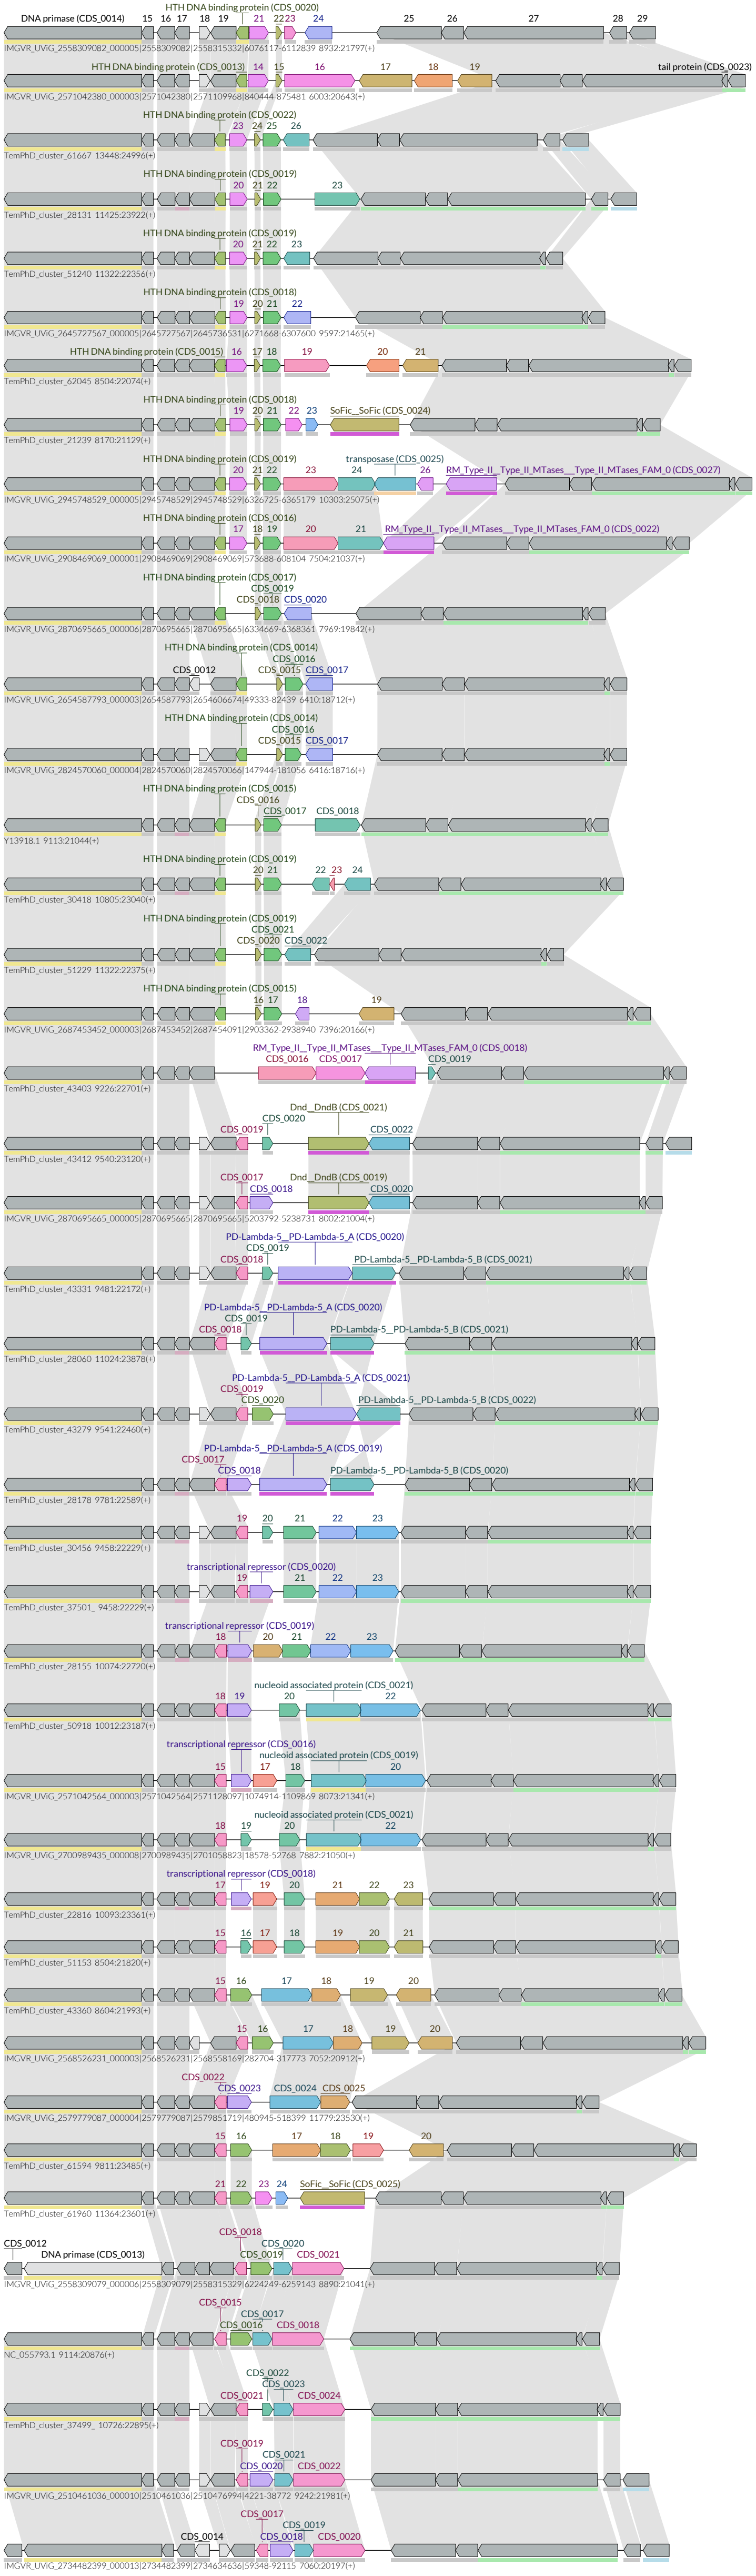 HTH DNA binding protein (CDS_0020)
DNA primase (CDS_0014) 15 16 17 18 19 21 22 23 24 25 26 27 28 29
IMGVR_UViG_2558309082_000005|2558309082|2558315332|6076117-6112839 8932:21797(+)
HTH DNA binding protein (CDS_0013) 14 15 16 17 18 19 tail protein (CDS_0023)
IMGVR_UViG_2571042380_000003|2571042380|2571109968|840444-875481 6003:20643(+)
HTH DNA binding protein (CDS_0022)
23 24 25 26
TemPhD_cluster_61667 13448:24996(+)
HTH DNA binding protein (CDS_0019)
20 21 22 23
TemPhD_cluster_28131 11425:23922(+)
HTH DNA binding protein (CDS_0019)
20 21 22 23
TemPhD_cluster_51240 11322:22356(+)
HTH DNA binding protein (CDS_0018)
19 20 21 22
IMGVR_UViG_2645727567_000005|2645727567|2645736531|6271668-6307600 9597:21465(+)
HTH DNA binding protein (CDS_0015) 16 17 18 19 20 21
TemPhD_cluster_62045 8504:22074(+)
HTH DNA binding protein (CDS_0018)
19 20 21 22 23 SoFic__SoFic (CDS_0024)
TemPhD_cluster_21239 8170:21129(+)
HTH DNA binding protein (CDS_0019) transposase (CDS_0025)
20 21 22 23 24 26 RM_Type_II__Type_II_MTases___Type_II_MTases_FAM_0 (CDS_0027)
IMGVR_UViG_2945748529_000005|2945748529|2945748529|6326725-6365179 10303:25075(+)
HTH DNA binding protein (CDS_0016)
17 18 19 20 21 RM_Type_II__Type_II_MTases___Type_II_MTases_FAM_0 (CDS_0022)
IMGVR_UViG_2908469069_000001|2908469069|2908469069|573688-608104 7504:21037(+)
HTH DNA binding protein (CDS_0017)
CDS_0019
CDS_0018 CDS_0020
IMGVR_UViG_2870695665_000006|2870695665|2870695665|6334669-6368361 7969:19842(+)
HTH DNA binding protein (CDS_0014)
CDS_0016
CDS_0012 CDS_0015 CDS_0017
IMGVR_UViG_2654587793_000003|2654587793|2654606674|49333-82439 6410:18712(+)
HTH DNA binding protein (CDS_0014)
CDS_0016
CDS_0015 CDS_0017
IMGVR_UViG_2824570060_000004|2824570060|2824570066|147944-181056 6416:18716(+)
HTH DNA binding protein (CDS_0015)
CDS_0016
CDS_0017 CDS_0018
Y13918.1 9113:21044(+)
HTH DNA binding protein (CDS_0019)
20 21 22 23 24
TemPhD_cluster_30418 10805:23040(+)
HTH DNA binding protein (CDS_0019)
CDS_0021
CDS_0020 CDS_0022
TemPhD_cluster_51229 11322:22375(+)
HTH DNA binding protein (CDS_0015)
16 17 18 19
IMGVR_UViG_2687453452_000003|2687453452|2687454091|2903362-2938940 7396:20166(+)
RM_Type_II__Type_II_MTases___Type_II_MTases_FAM_0 (CDS_0018)
CDS_0016 CDS_0017 CDS_0019
TemPhD_cluster_43403 9226:22701(+)
Dnd__DndB (CDS_0021)
CDS_0020
CDS_0019 CDS_0022
TemPhD_cluster_43412 9540:23120(+)
CDS_0017 Dnd__DndB (CDS_0019)
CDS_0018 CDS_0020
IMGVR_UViG_2870695665_000005|2870695665|2870695665|5203792-5238731 8002:21004(+)
PD-Lambda-5__PD-Lambda-5_A (CDS_0020)
CDS_0019
CDS_0018 PD-Lambda-5__PD-Lambda-5_B (CDS_0021)
TemPhD_cluster_43331 9481:22172(+)
PD-Lambda-5__PD-Lambda-5_A (CDS_0020)
CDS_0019
CDS_0018 PD-Lambda-5__PD-Lambda-5_B (CDS_0021)
TemPhD_cluster_28060 11024:23878(+)
PD-Lambda-5__PD-Lambda-5_A (CDS_0021)
CDS_0019
CDS_0020 PD-Lambda-5__PD-Lambda-5_B (CDS_0022)
TemPhD_cluster_43279 9541:22460(+)
PD-Lambda-5__PD-Lambda-5_A (CDS_0019)
CDS_0017
CDS_0018 PD-Lambda-5__PD-Lambda-5_B (CDS_0020)
TemPhD_cluster_28178 9781:22589(+)
19 20 21 22 23
TemPhD_cluster_30456 9458:22229(+)
transcriptional repressor (CDS_0020)
19 21 22 23
TemPhD_cluster_37501_ 9458:22229(+)
transcriptional repressor (CDS_0019)
18 20 21 22 23
TemPhD_cluster_28155 10074:22720(+)
nucleoid associated protein (CDS_0021)
18 19 20 22
TemPhD_cluster_50918 10012:23187(+)
transcriptional repressor (CDS_0016)
nucleoid associated protein (CDS_0019)
15 17 18 20
IMGVR_UViG_2571042564_000003|2571042564|2571128097|1074914-1109869 8073:21341(+)
nucleoid associated protein (CDS_0021)
18 19 20 22
IMGVR_UViG_2700989435_000008|2700989435|2701058823|18578-52768 7882:21050(+)
transcriptional repressor (CDS_0018)
17 19 20 21 22 23
TemPhD_cluster_22816 10093:23361(+)
15 16 17 18 19 20 21
TemPhD_cluster_51153 8504:21820(+)
15 16 17 18 19 20
TemPhD_cluster_43360 8604:21993(+)
15 16 17 18 19 20
IMGVR_UViG_2568526231_000003|2568526231|2568558169|282704-317773 7052:20912(+)
CDS_0022
CDS_0023 CDS_0024 CDS_0025
IMGVR_UViG_2579779087_000004|2579779087|2579851719|480945-518399 11779:23530(+)
15 16 17 18 19 20
TemPhD_cluster_61594 9811:23485(+)
21 22 23 24 SoFic__SoFic (CDS_0025)
TemPhD_cluster_61960 11364:23601(+)
CDS_0018
CDS_0012 CDS_0020
DNA primase (CDS_0013) CDS_0019 CDS_0021
IMGVR_UViG_2558309079_000006|2558309079|2558315329|6224249-6259143 8890:21041(+)
CDS_0015
CDS_0017
CDS_0016 CDS_0018
NC_055793.1 9114:20876(+)
CDS_0022
CDS_0023
CDS_0021 CDS_0024
TemPhD_cluster_37499_ 10726:22895(+)
CDS_0019
CDS_0021
CDS_0020 CDS_0022
IMGVR_UViG_2510461036_000010|2510461036|2510476994|4221-38772 9242:21981(+)
CDS_0017
CDS_0019
CDS_0014 CDS_0018 CDS_0020
IMGVR_UViG_2734482399_000013|2734482399|2734634636|59348-92115 7060:20197(+)